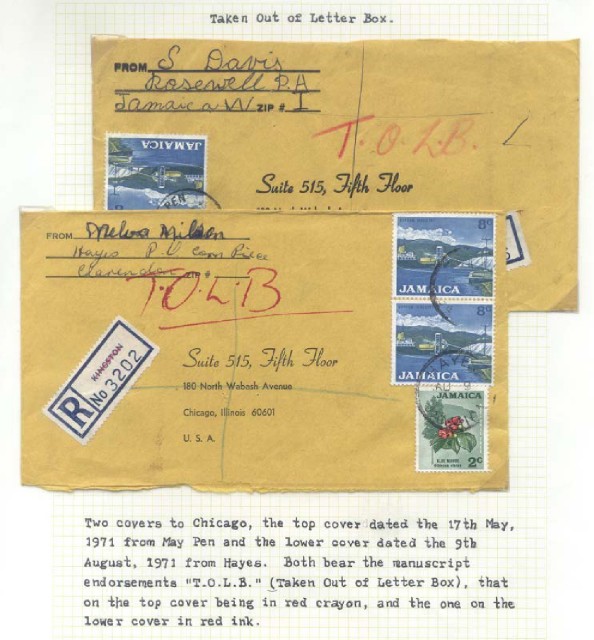 Taken Out of Letter Box.
FROM S Davis
Rosewell P.A
Jamaica W ZIP # I
T.O.L.B.
JAMAICA
Suite 515, Fifth Floor
FROM Melva
Hayes P.O
Clarendon ZIP #
T.O.L.B
8c
JAMAICA
8c
JAMAICA
HAYES
AU 9
JAMAICA
2c
R
KINGSTON
No 3202
Suite 515, Fifth Floor
180 North Wabash Avenue
Chicago, Illinois 60601
U. S. A.
Two covers to Chicago, the top cover dated the 17th May,
1971 from May Pen and the lower cover dated the 9th
August, 1971 from Hayes. Both bear the manuscript
endorsements "T.O.L.B." (Taken Out of Letter Box), that
on the top cover being in red crayon, and the one on the
lower cover in red ink.